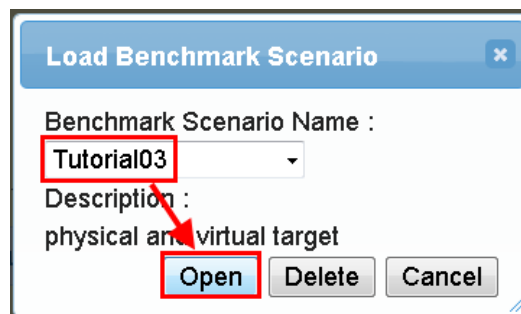 Load Benchmark Scenario
Benchmark Scenario Name :
Tutorial03
Description :
physical and virtual target
Open Delete Cancel